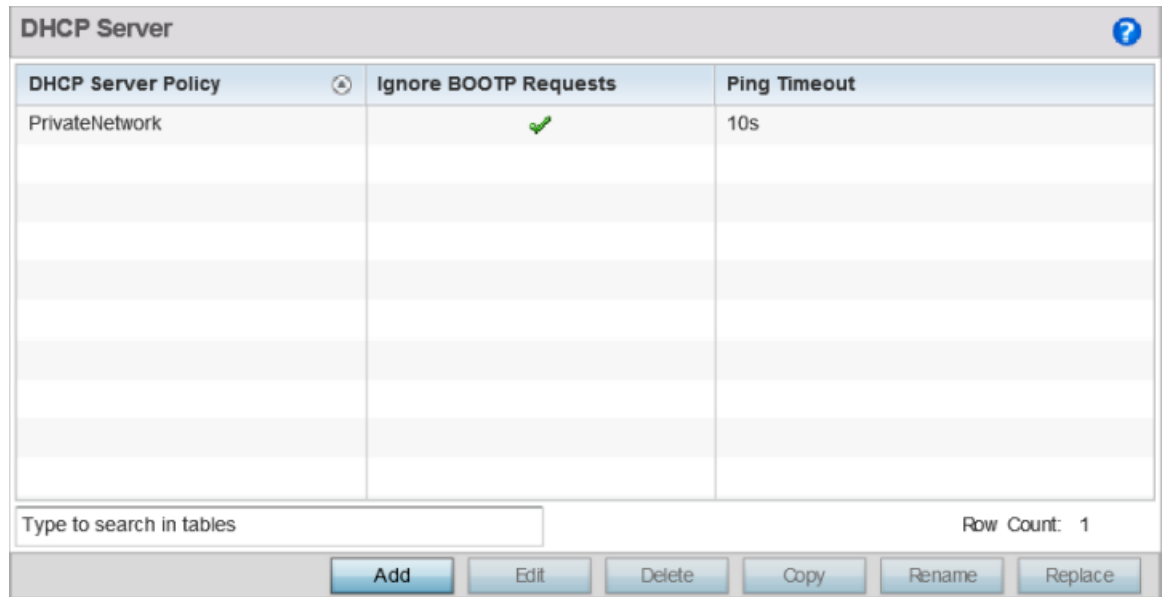 DHCP Server
DHCP Server Policy Ignore BOOTP Requests Ping Timeout
PrivateNetwork 10s
Type to search in tables Row Count: 1
Add Edit Delete Copy Rename Replace